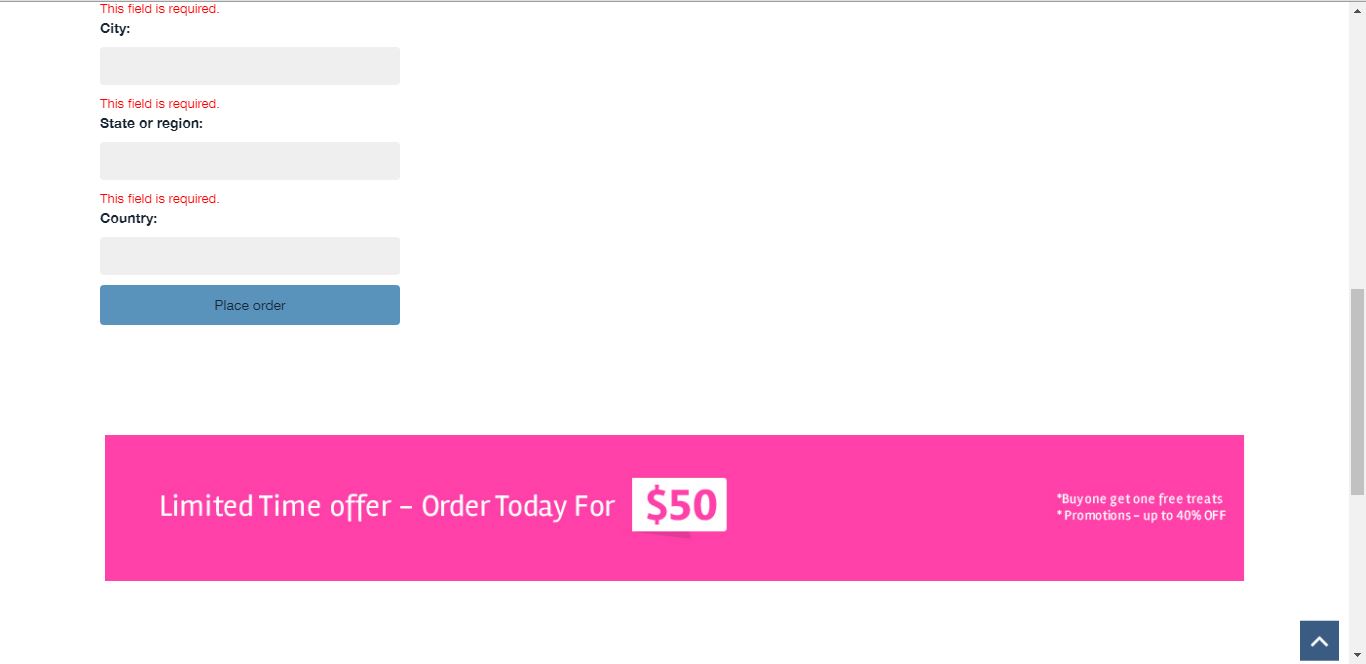 This field is required.
City:
This field is required.
State or region:
This field is required.
Country:
Place order
Limited Time offer – Order Today For $50
*Buy one get one free treats
* Promotions – up to 40% OFF